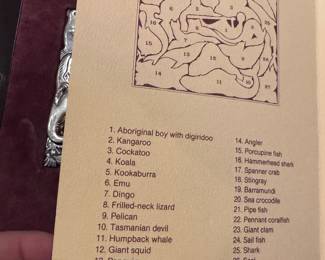 1. Aboriginal boy with digiridoo
2. Kangaroo
3. Cockatoo
4. Koala
5. Kookaburra
6. Emu
7. Dingo
8. Frilled-neck lizard
9. Pelican
10. Tasmanian devil
11. Humpback whale
12. Giant squid
14. Angler
15. Porcupine fish
16. Hammerhead shark
17. Spanner crab
18. Stingray
19. Barramundi
20. Sea crocodile
21. Pipe fish
22. Pennant coralfish
23. Giant clam
24. Sail fish
25. Shark